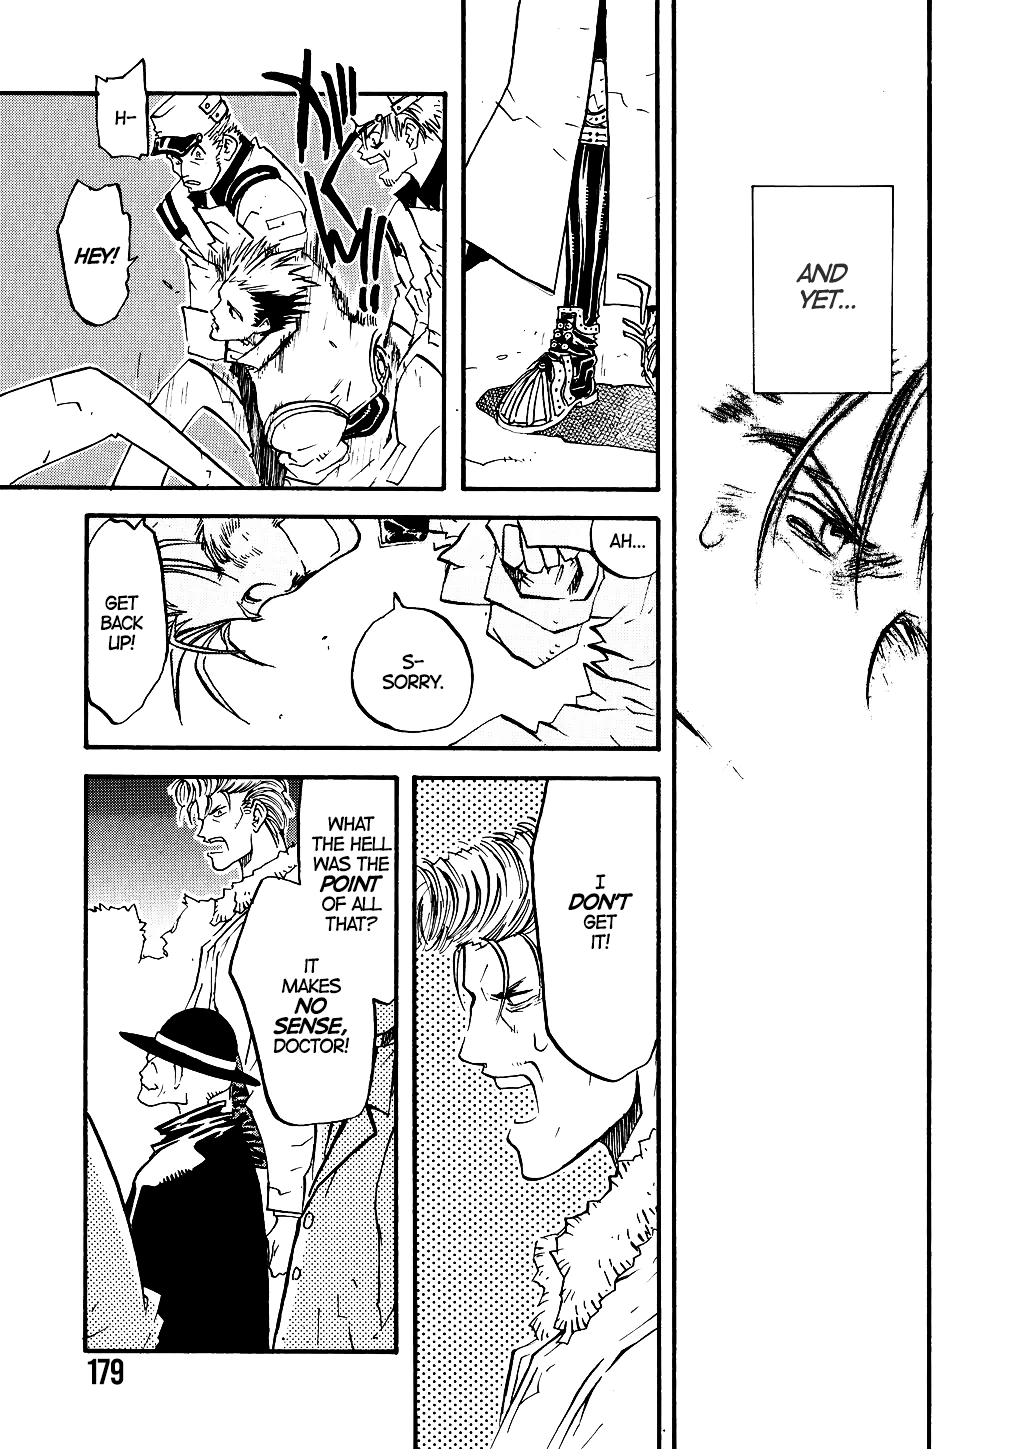 AND
YET...
H-
HEY!
AH...
S-
SORRY.
GET
BACK
UP!
I
DON'T
GET
IT!
WHAT
THE HELL
WAS THE
POINT
OF ALL
THAT?
IT
MAKES
NO
SENSE,
DOCTOR!
179